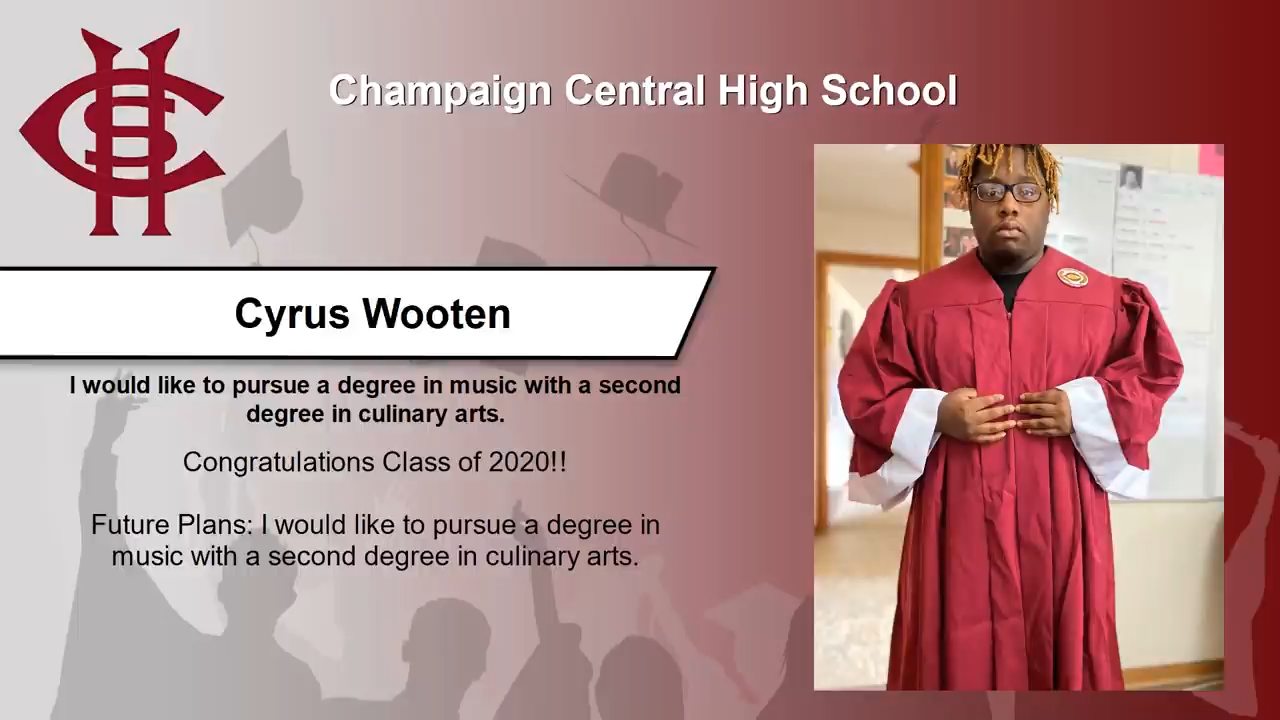 Champaign Central High School
Cyrus Wooten
I would like to pursue a degree in music with a second
degree in culinary arts.
Congratulations Class of 2020!!
Future Plans: I would like to pursue a degree in
music with a second degree in culinary arts.